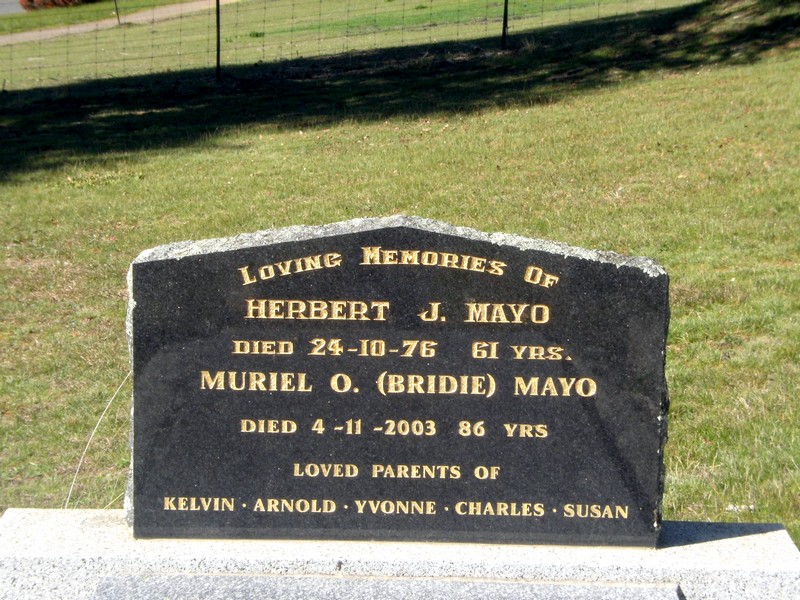 LOVING MEMORIES OF
HERBERT J. MAYO
DIED 24-10-76 61 YRS.
MURIEL O. (BRIDIE) MAYO
DIED 4-11-2003 86 YRS
LOVED PARENTS OF
KELVIN · ARNOLD · YVONNE · CHARLES · SUSAN